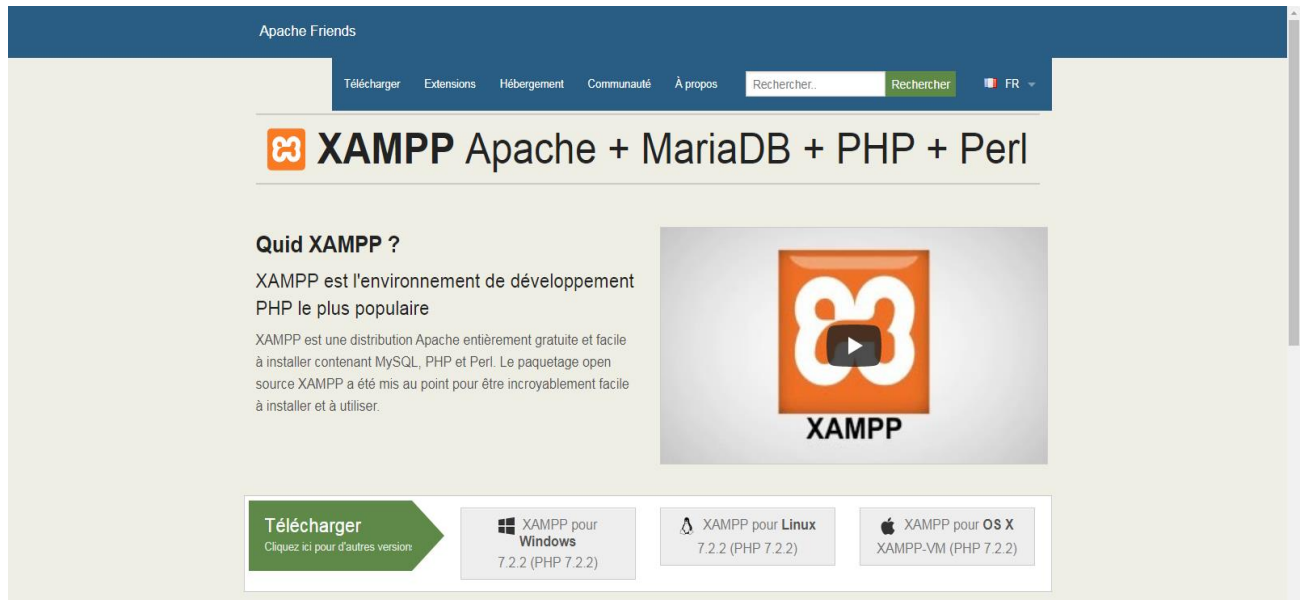 Apache Friends
Télécharger Extensions Hébergement Communauté À propos Rechercher.. Rechercher FR
XAMPP Apache + MariaDB + PHP + Perl
Quid XAMPP ?
XAMPP est l'environnement de développement
PHP le plus populaire
XAMPP est une distribution Apache entièrement gratuite et facile
à installer contenant MySQL, PHP et Perl. Le paquetage open
source XAMPP a été mis au point pour être incroyablement facile
à installer et à utiliser.
XAMPP
Télécharger
Cliquez ici pour d'autres version
XAMPP pour
Windows
7.2.2 (PHP 7.2.2)
XAMPP pour Linux
7.2.2 (PHP 7.2.2)
XAMPP pour OS X
XAMPP-VM (PHP 7.2.2)